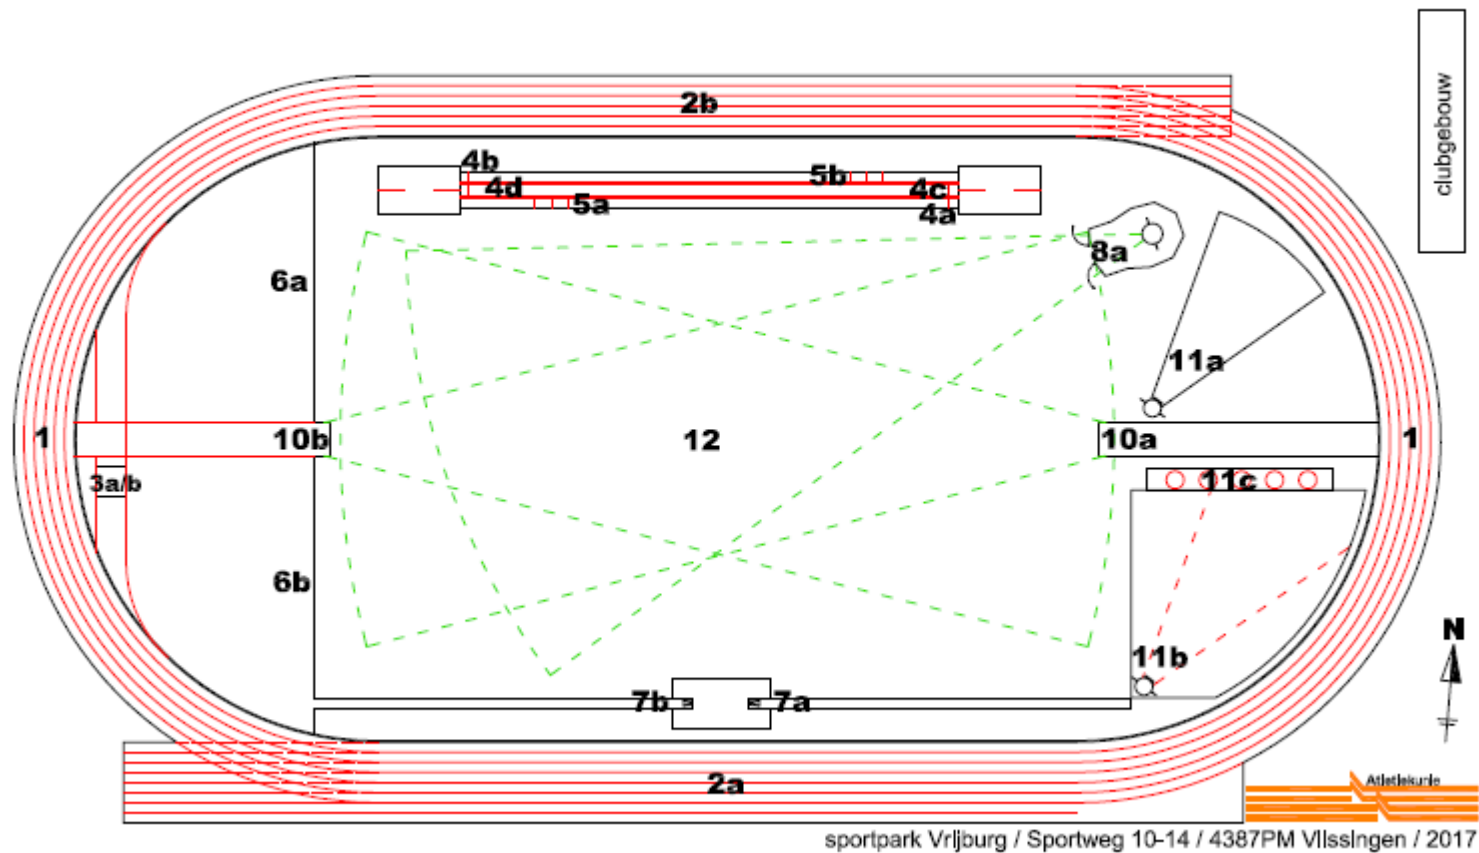 clubgebouw
2b
4b
5b
4d
4c
5a
4a
8a
6a
11a
1
10b
12
10a
1
3a/b
11c
6b
N
11b
7b
7a
2a
Atletiekunie
sportpark Vrijburg / Sportweg 10-14 / 4387PM Vlissingen / 2017